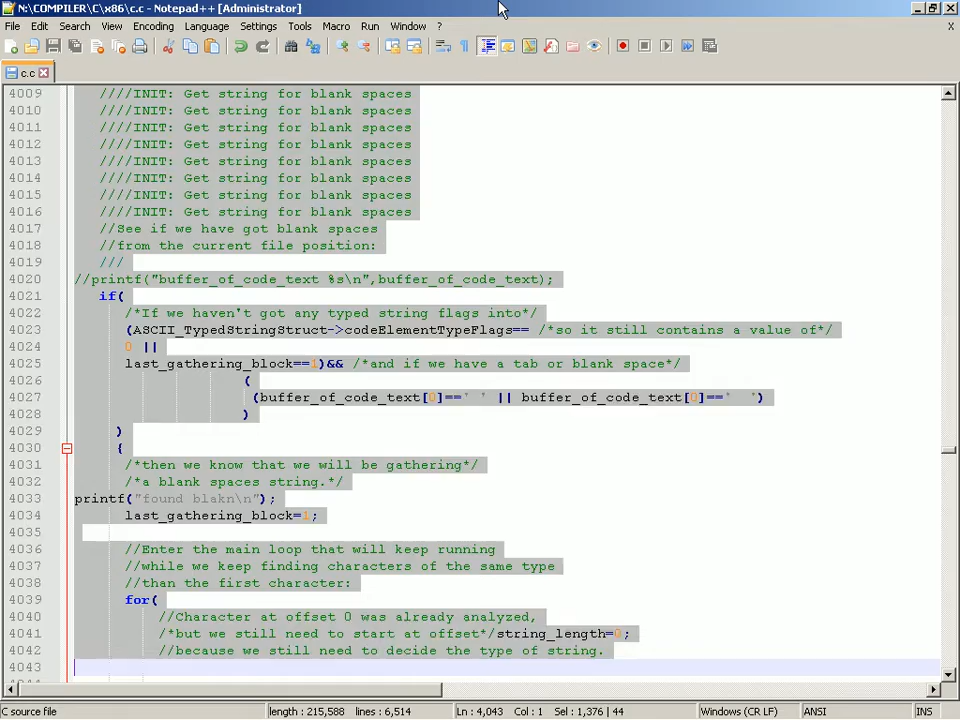 N:\COMPILER\C\x86\c.c - Notepad++ [Administrator]
File Edit Search View Encoding Language Settings Tools Macro Run Window ? X
c.c
4009 ////INIT: Get string for blank spaces
4010 ////INIT: Get string for blank spaces
4011 ////INIT: Get string for blank spaces
4012 ////INIT: Get string for blank spaces
4013 ////INIT: Get string for blank spaces
4014 ////INIT: Get string for blank spaces
4015 ////INIT: Get string for blank spaces
4016 ////INIT: Get string for blank spaces
4017 //See if we have got blank spaces
4018 //from the current file position:
4019 ///
4020 //printf("buffer_of_code_text %s\n",buffer_of_code_text);
4021 if(
4022 /*If we haven't got any typed string flags into*/
4023 (ASCII_TypedStringStruct->codeElementTypeFlags== /*so it still contains a value of*/
4024 0 ||
4025 last_gathering_block==1)&& /*and if we have a tab or blank space*/
4026 (
4027 (buffer_of_code_text[0]==' ' || buffer_of_code_text[0]=='  ')
4028 )
4029 )
4030 {
4031 /*then we know that we will be gathering*/
4032 /*a blank spaces string.*/
4033 printf("found blakn\n");
4034 last_gathering_block=1;
4035
4036 //Enter the main loop that will keep running
4037 //while we keep finding characters of the same type
4038 //than the first character:
4039 for(
4040 //Character at offset 0 was already analyzed,
4041 /*but we still need to start at offset*/string_length=0;
4042 //because we still need to decide the type of string.
4043
C source file length : 215,588 lines : 6,514 Ln : 4,043 Col : 1 Sel : 1,376 | 44 Windows (CR LF) ANSI INS